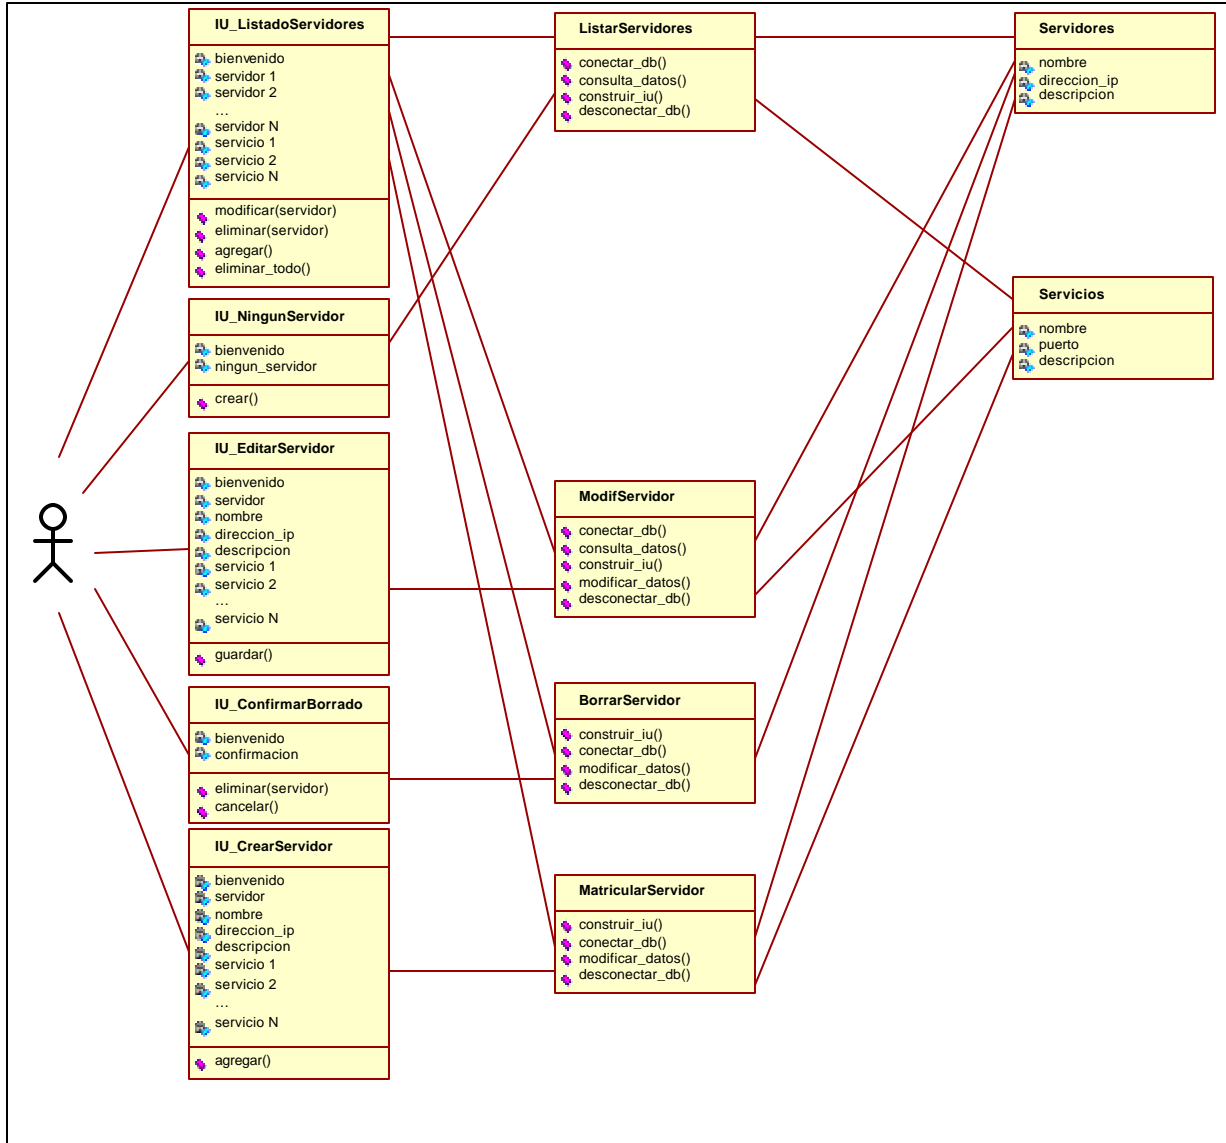 IU_ListadoServidores
bienvenido
servidor 1
servidor 2
…
servidor N
servicio 1
servicio 2
servicio N
modificar(servidor)
eliminar(servidor)
agregar()
eliminar_todo()
IU_NingunServidor
bienvenido
ningun_servidor
crear()
IU_EditarServidor
bienvenido
servidor
nombre
direccion_ip
descripcion
servicio 1
servicio 2
…
servicio N
guardar()
IU_ConfirmarBorrado
bienvenido
confirmacion
eliminar(servidor)
cancelar()
IU_CrearServidor
bienvenido
servidor
nombre
direccion_ip
descripcion
servicio 1
servicio 2
…
servicio N
agregar()
ListarServidores
conectar_db()
consulta_datos()
construir_iu()
desconectar_db()
ModifServidor
conectar_db()
consulta_datos()
construir_iu()
modificar_datos()
desconectar_db()
BorrarServidor
construir_iu()
conectar_db()
modificar_datos()
desconectar_db()
MatricularServidor
construir_iu()
conectar_db()
modificar_datos()
desconectar_db()
Servidores
nombre
direccion_ip
descripcion
Servicios
nombre
puerto
descripcion